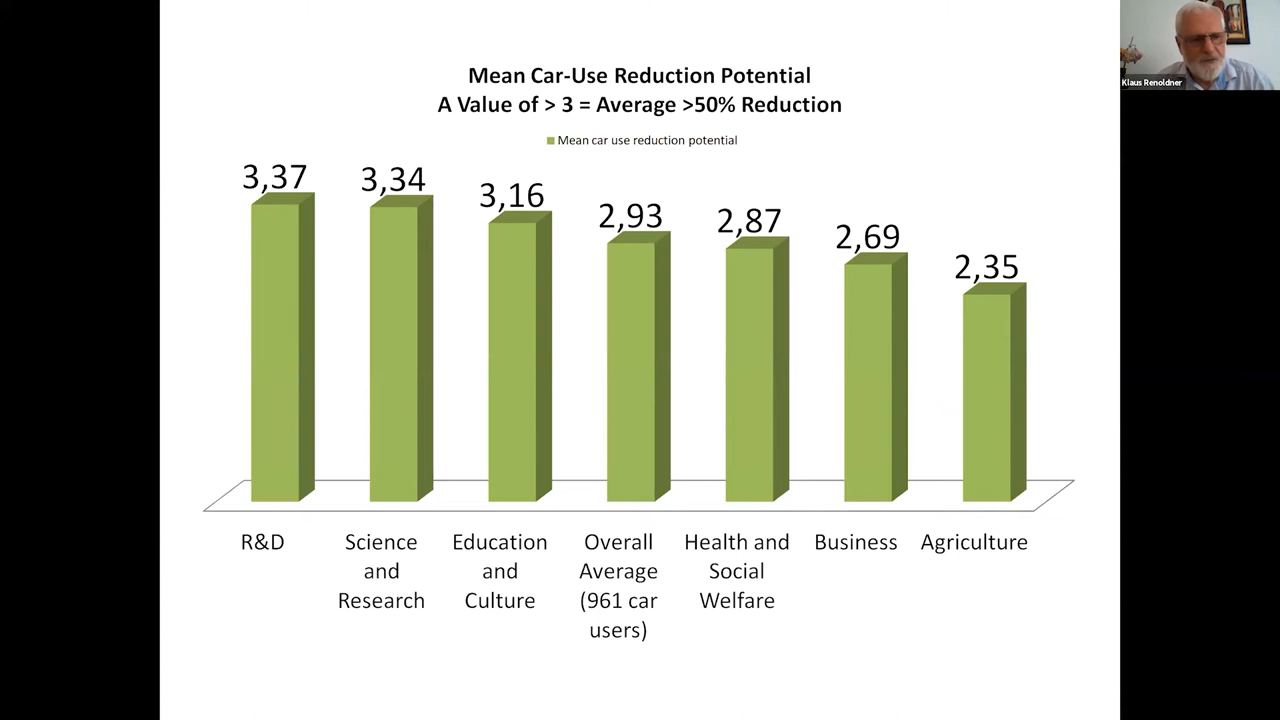 Mean Car-Use Reduction Potential
A Value of > 3 = Average >50% Reduction
Mean car use reduction potential
3,37
3,34
3,16
2,93
2,87
2,69
2,35
R&D
Science
and
Research
Education
and
Culture
Overall
Average
(961 car
users)
Health and
Social
Welfare
Business
Agriculture
Klaus Renoldner